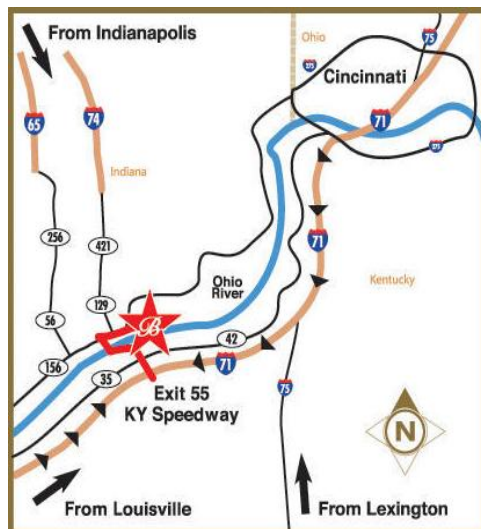 From Indianapolis
Ohio
75
275
Cincinnati
65
74
71
275
Indiana
256
421
71
Kentucky
Ohio
River
129
56
B
42
156
35
71
Exit 55
KY Speedway
75
N
From Louisville
From Lexington